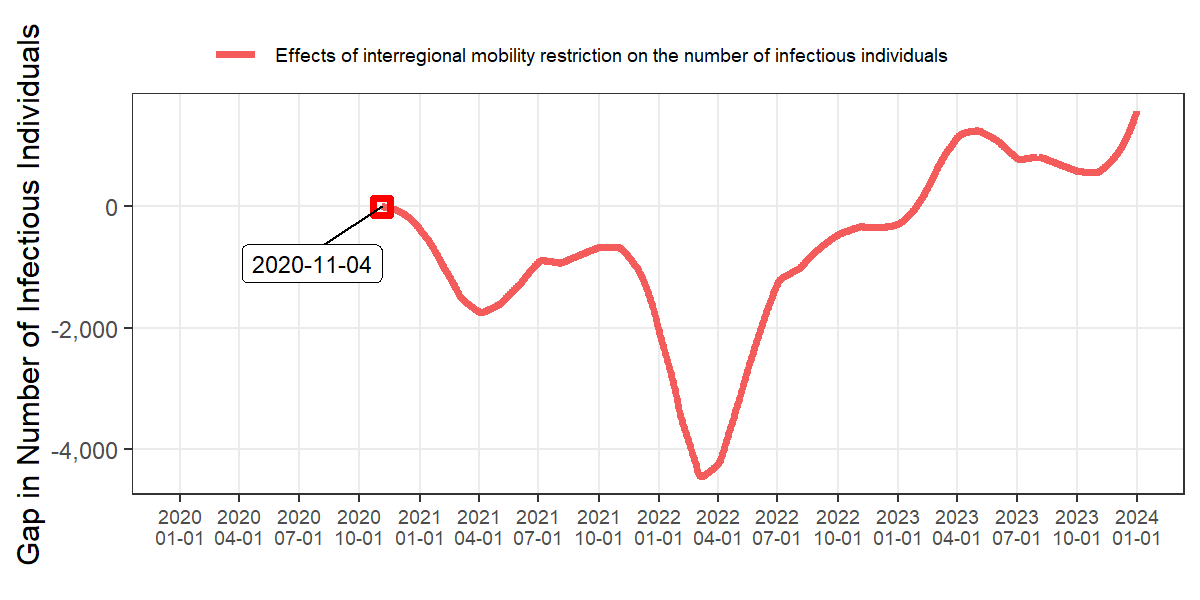 Effects of interregional mobility restriction on the number of infectious individuals
Gap in Number of Infectious Individuals
0
-2,000
-4,000
2020-11-04
2020 2020 2020 2020 2021 2021 2021 2021 2022 2022 2022 2022 2023 2023 2023 2023 2024
01-01 04-01 07-01 10-01 01-01 04-01 07-01 10-01 01-01 04-01 07-01 10-01 01-01 04-01 07-01 10-01 01-01